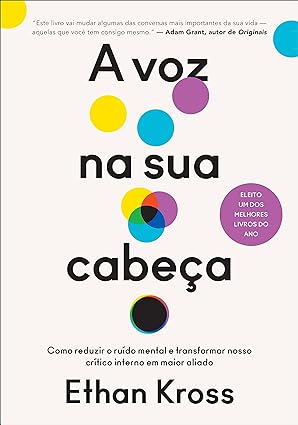 "Este livro vai mudar algumas das conversas mais importantes da sua vida —
aquelas que você tem consigo mesmo." — Adam Grant, autor de Originais
A voz
na sua
cabeça
ELEITO
UM DOS
MELHORES
LIVROS DO
ANO
Como reduzir o ruído mental e transformar nosso
crítico interno em maior aliado
Ethan Kross